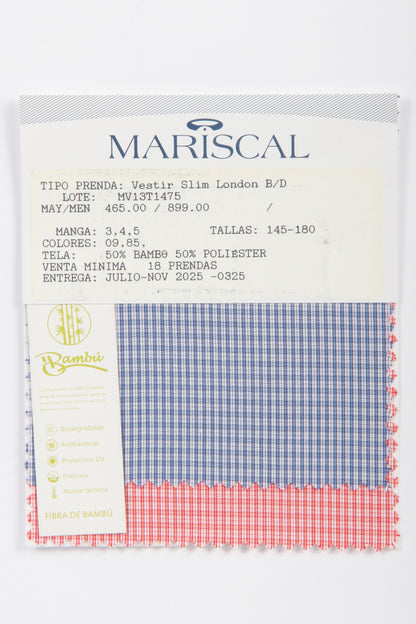 MARISCAL
TIPO PRENDA: Vestir Slim London B/D
LOTE: MV13T1475
MAY/MEN 465.00 / 899.00 /
MANGA: 3,4,5 TALLAS: 145-180
COLORES: 09,85,
TELA: 50% BAMBO 50% POLIÉSTER
VENTA MINIMA 18 PRENDAS
ENTREGA: JULIO-NOV 2025 -0325
Bambú
Biodegradable
Antibacterial
Protección UV
Frescura
Acción térmica
FIBRA DE BAMBÚ